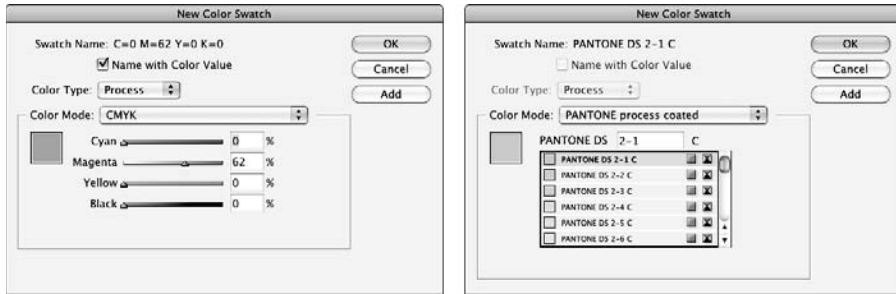 New Color Swatch
Swatch Name: C=0 M=62 Y=0 K=0
OK
Name with Color Value
Cancel
Color Type: Process
Add
Color Mode: CMYK
Cyan 0 %
Magenta 62 %
Yellow 0 %
Black 0 %
New Color Swatch
Swatch Name: PANTONE DS 2-1 C
OK
Name with Color Value
Cancel
Color Type: Process
Add
Color Mode: PANTONE process coated
PANTONE DS 2-1 C
PANTONE DS 2-1 C
PANTONE DS 2-2 C
PANTONE DS 2-3 C
PANTONE DS 2-4 C
PANTONE DS 2-5 C
PANTONE DS 2-6 C